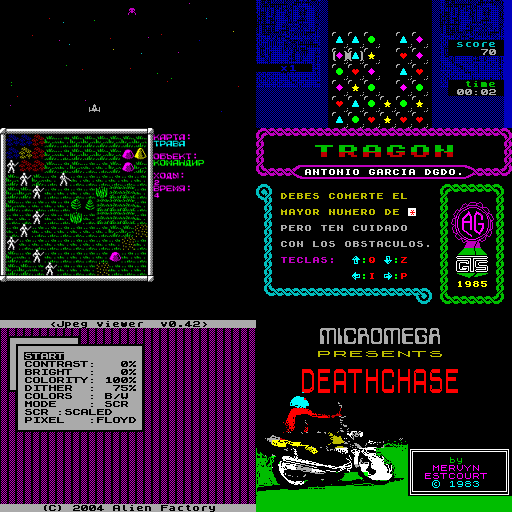 score
70
time
00:02
КАРТА:
ТРАВА
ОБЪЕКТ:
КОМАНДИР
ХОДЫ:
ВРЕМЯ:
4
TRAGON
ANTONIO GARCIA DGDO.
DEBES COMERTE EL
MAYOR NUMERO DE
PERO TEN CUIDADO
CON LOS OBSTACULOS.
TECLAS: ⇧:Q ⇩:Z
⇦:I ⇨:P
AG
GTS
1985
<Jpeg viewer v0.42>
START
CONTRAST: 0%
BRIGHT 0%
COLORITY: 100%
DITHER : 75%
COLORS : B/W
MODE : SCR
SCR :SCALED
PIXEL :FLOYD
(C) 2004 Alien Factory
MICROMEGA
PRESENTS
DEATHCHASE
by
MERVYN
ESTCOURT
© 1983